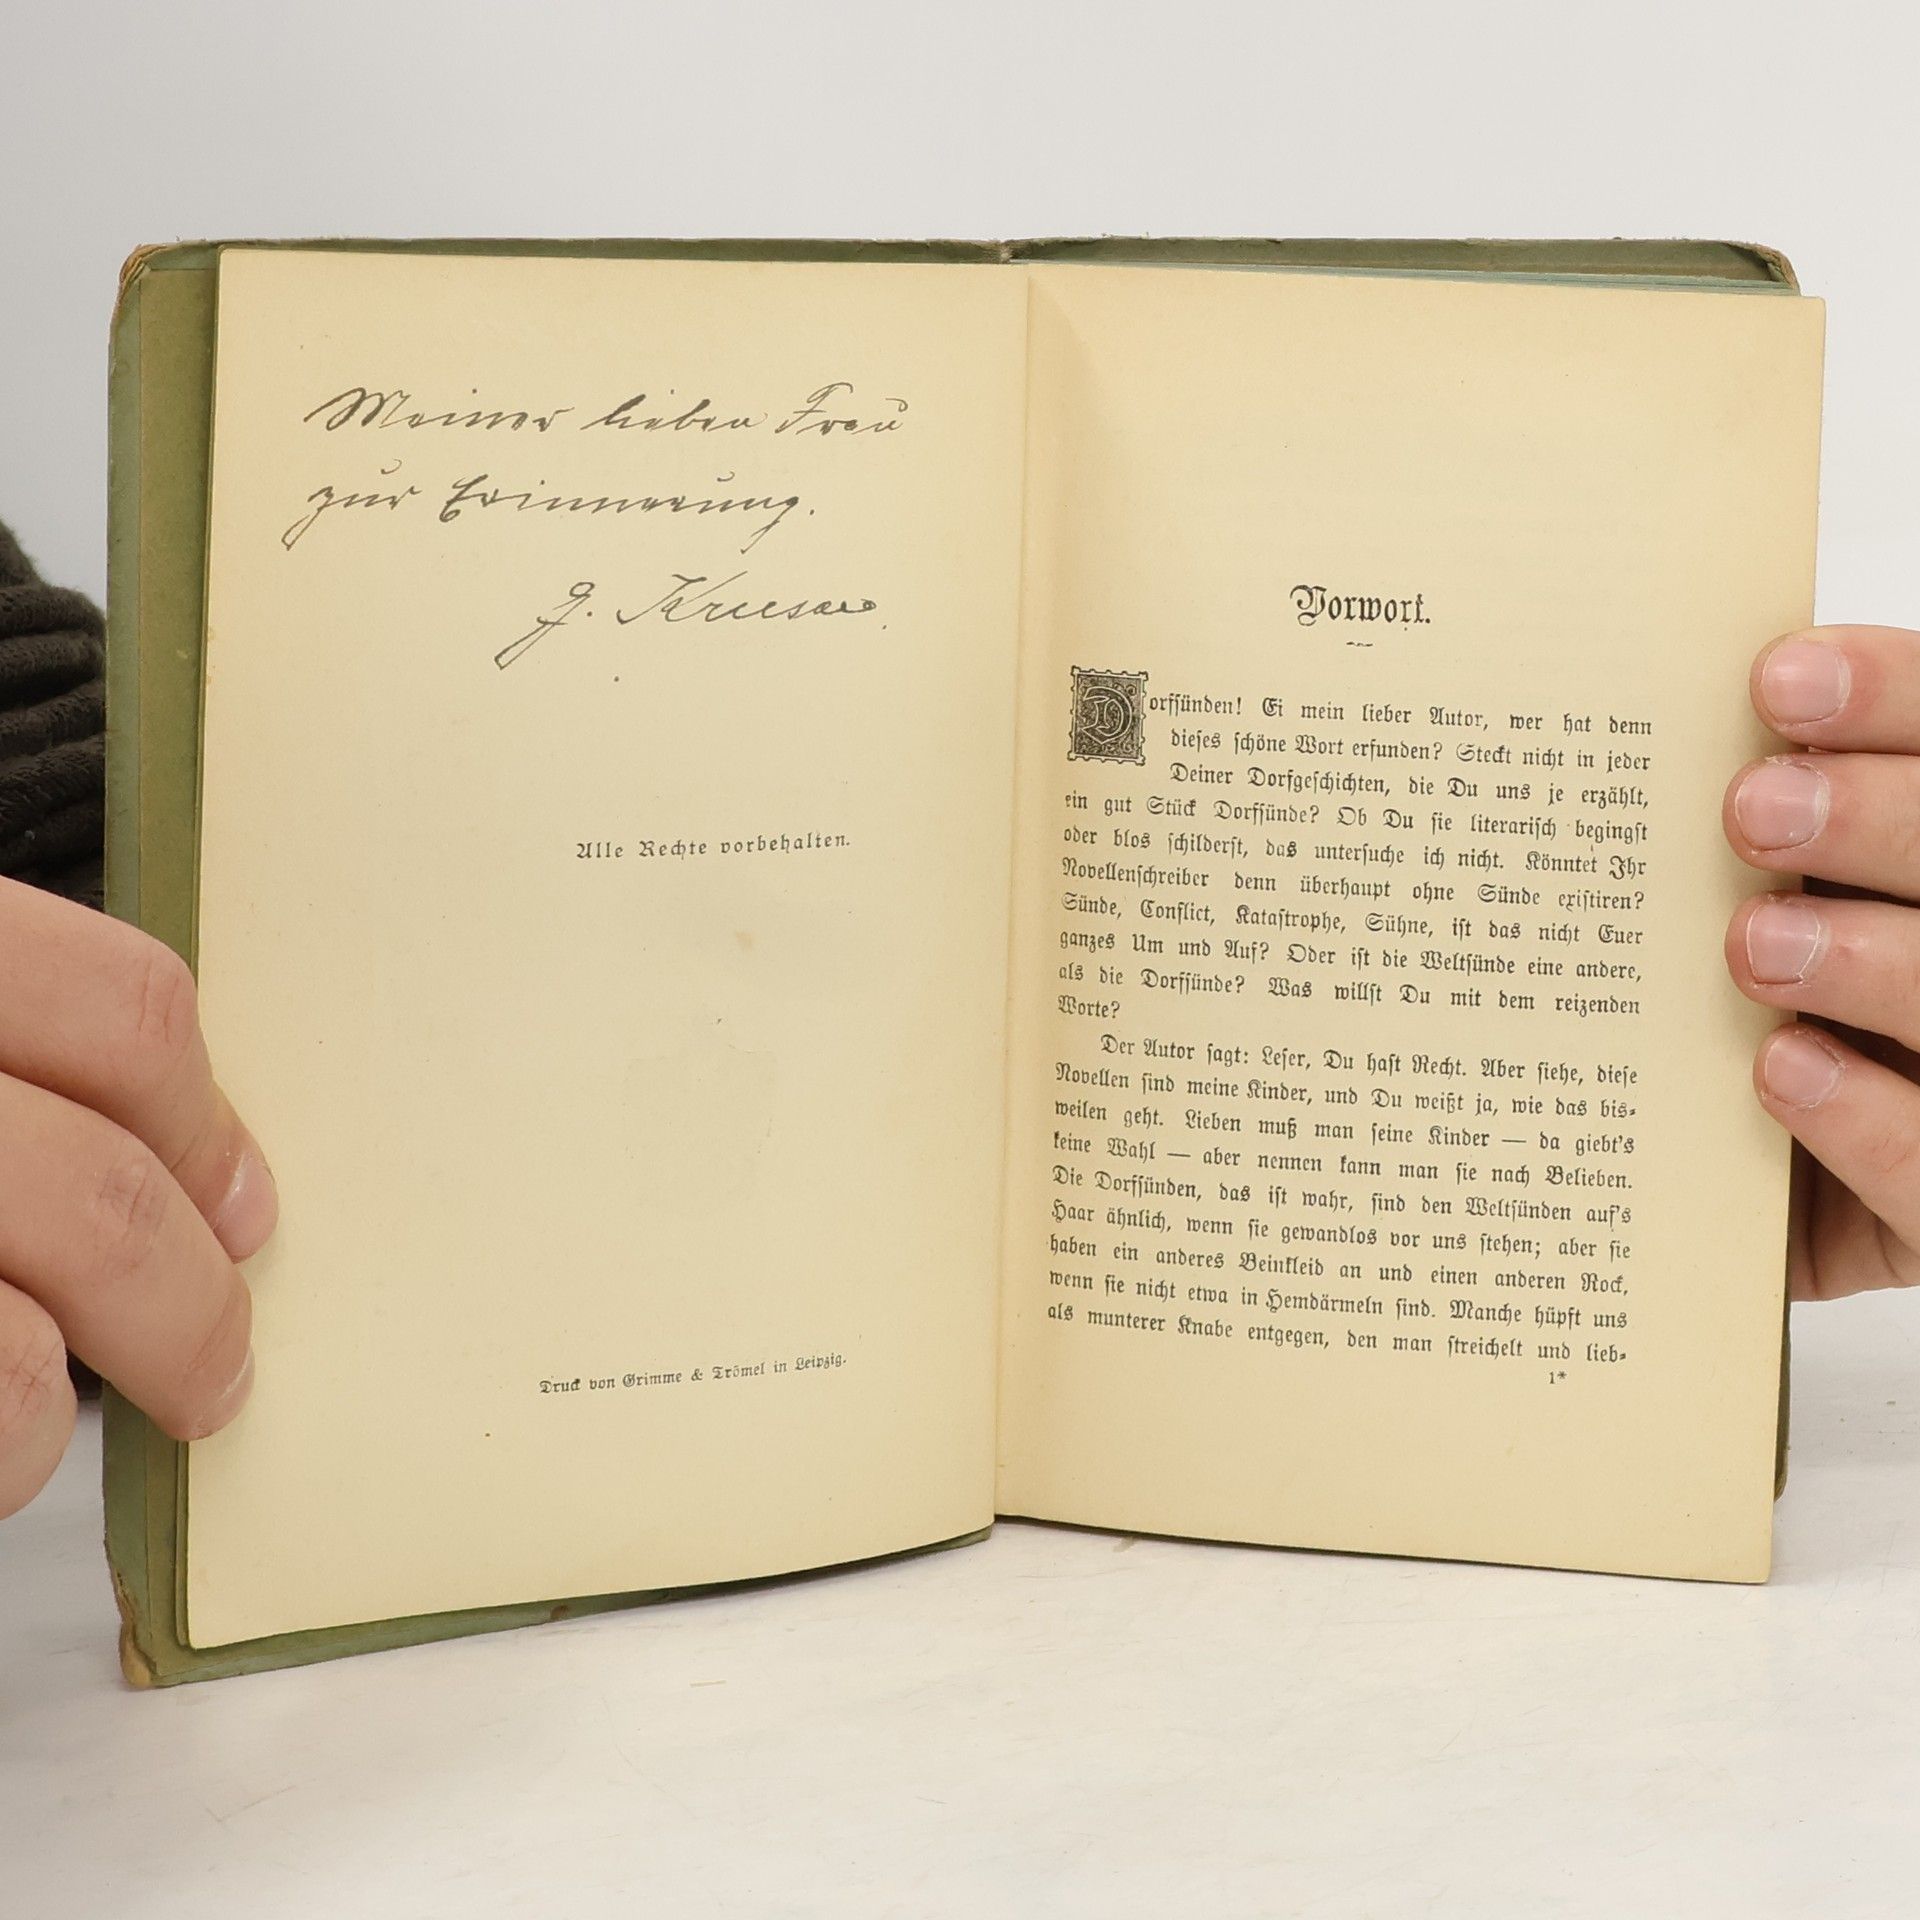 Meiner lieben Frau
zur Erinnerung.
Alle Rechte vorbehalten.
Druck von Grimme & Trömel in Leipzig.
Vorwort.
Dorfſünden! Ei mein lieber Autor, wer hat denn
dieſes ſchöne Wort erfunden? Steckt nicht in jeder
Deiner Dorfgeſchichten, die Du uns je erzählt,
ein gut Stück Dorfſünde? Ob Du ſie literariſch begingſt
oder blos ſchilderſt, das unterſuche ich nicht. Könntet Ihr
Novellenſchreiber denn überhaupt ohne Sünde exiſtiren?
Sünde, Conflict, Kataſtrophe, Sühne, iſt das nicht Euer
ganzes Um und Auf? Oder iſt die Weltſünde eine andere,
als die Dorfſünde? Was willſt Du mit dem reizenden
Worte?
Der Autor ſagt: Leſer, Du haſt Recht. Aber ſiehe, dieſe
Novellen ſind meine Kinder, und Du weißt ja, wie das bis-
weilen geht. Lieben muß man ſeine Kinder — da giebt's
keine Wahl — aber nennen kann man ſie nach Belieben.
Die Dorfſünden, das iſt wahr, ſind den Weltſünden auf's
Haar ähnlich, wenn ſie gewandlos vor uns ſtehen; aber ſie
haben ein anderes Beinkleid an und einen anderen Rock,
wenn ſie nicht etwa in Hemdärmeln ſind. Manche hüpft uns
als munterer Knabe entgegen, den man ſtreichelt und lieb-
1*